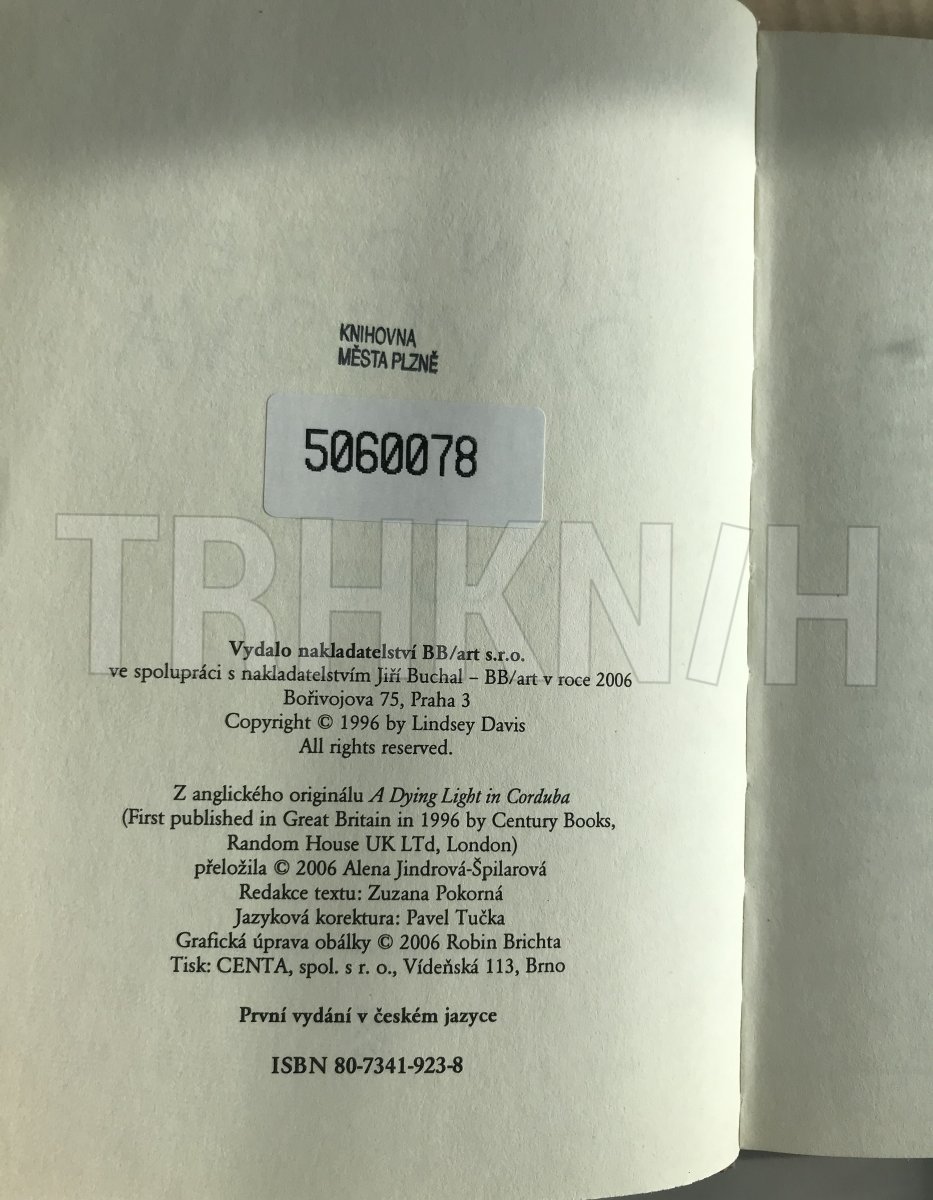 KNIHOVNA
MĚSTA PLZNĚ
5060078
TRHKNIH
Vydalo nakladatelství BB/art s.r.o.
ve spolupráci s nakladatelstvím Jiří Buchal – BB/art v roce 2006
Bořivojova 75, Praha 3
Copyright © 1996 by Lindsey Davis
All rights reserved.
Z anglického originálu A Dying Light in Corduba
(First published in Great Britain in 1996 by Century Books,
Random House UK LTd, London)
přeložila © 2006 Alena Jindrová-Špilarová
Redakce textu: Zuzana Pokorná
Jazyková korektura: Pavel Tučka
Grafická úprava obálky © 2006 Robin Brichta
Tisk: CENTA, spol. s r. o., Vídeňská 113, Brno
První vydání v českém jazyce
ISBN 80-7341-923-8